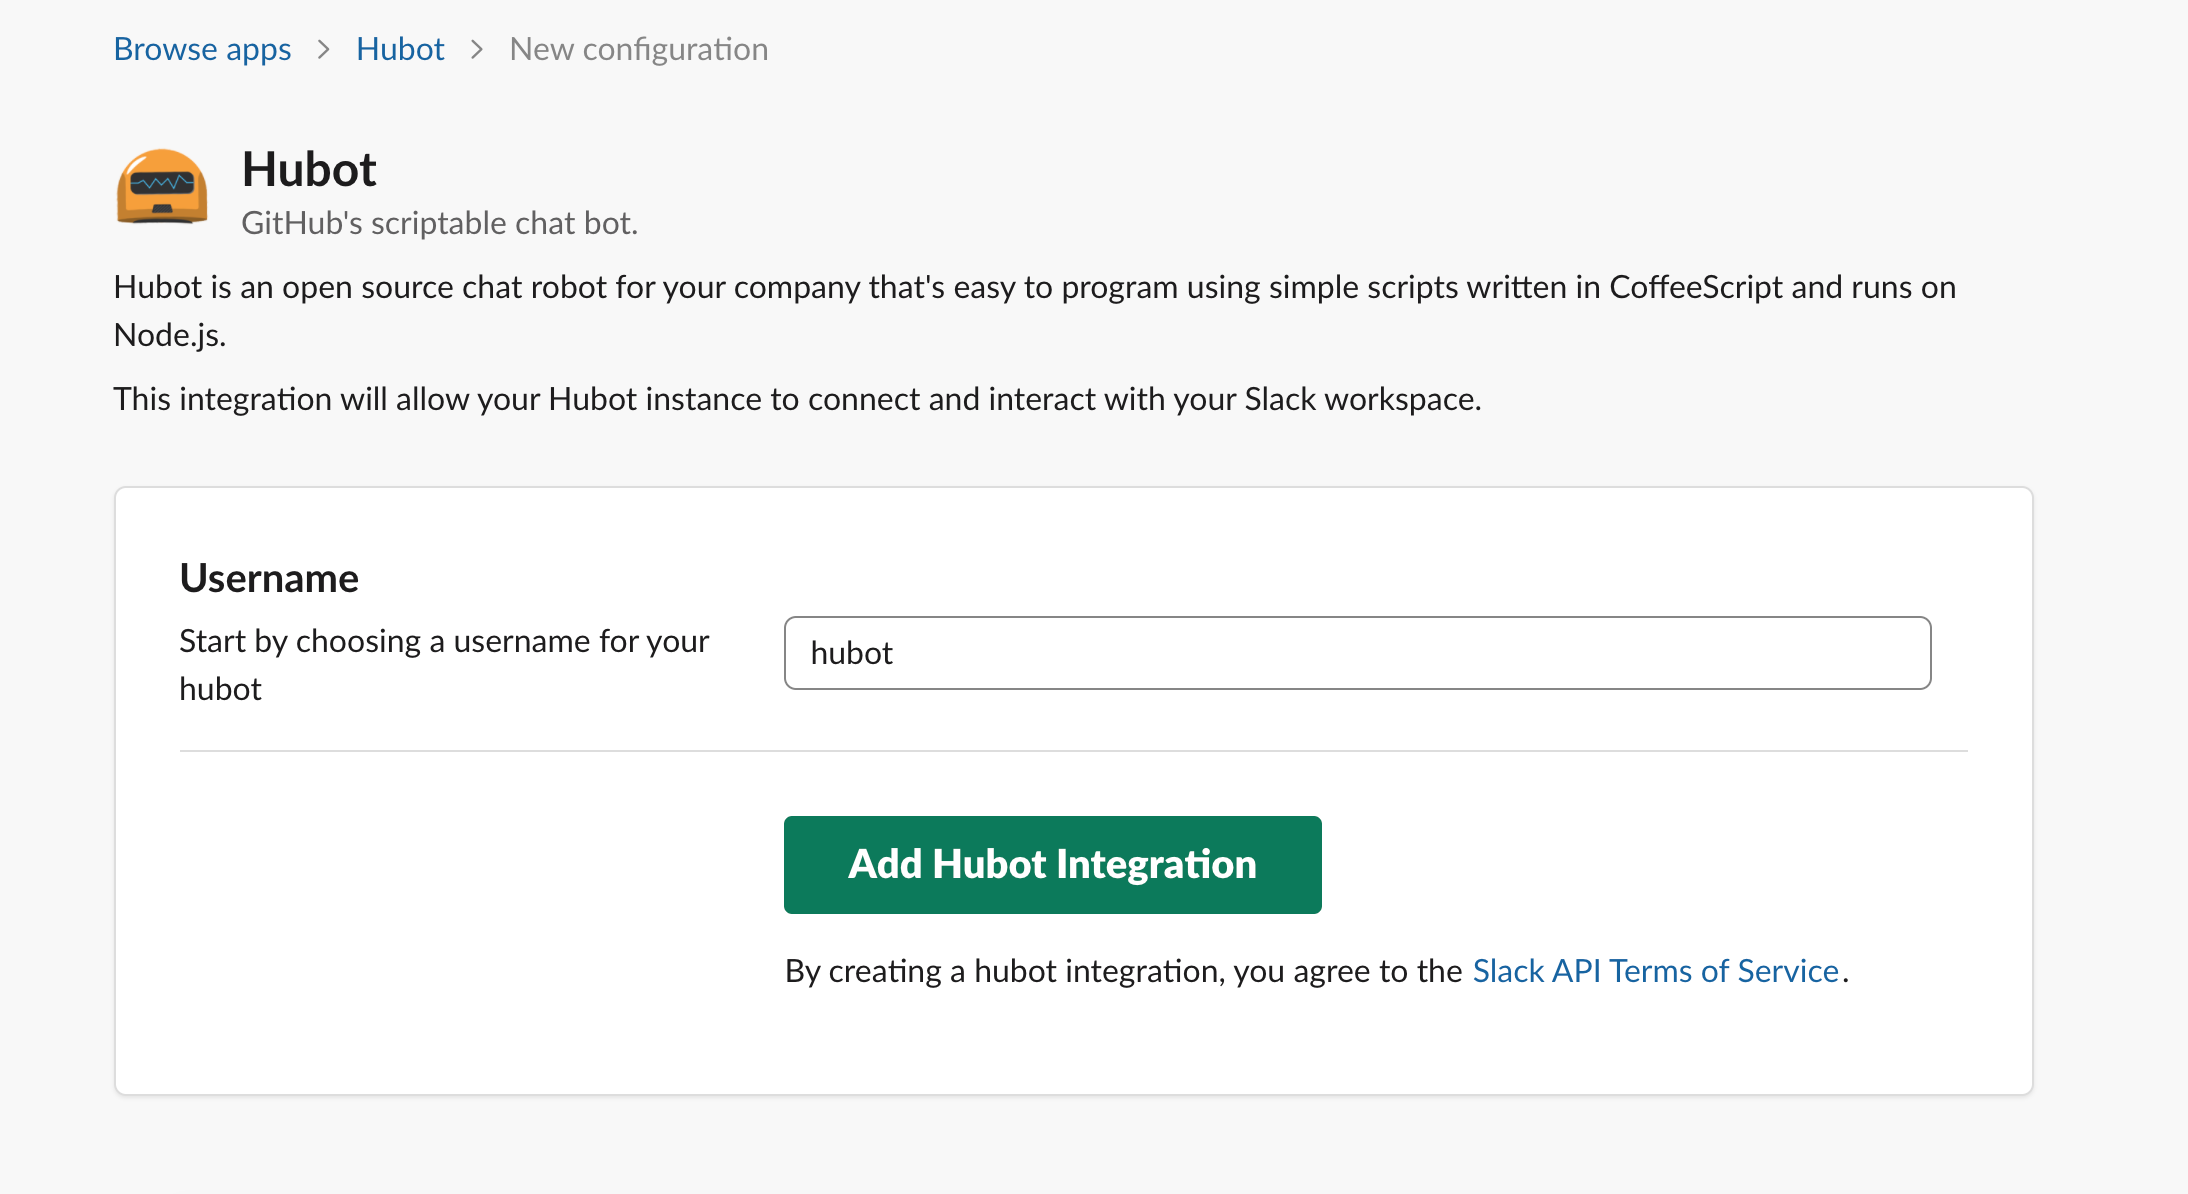 Browse apps > Hubot > New configuration
Hubot
GitHub's scriptable chat bot.
Hubot is an open source chat robot for your company that's easy to program using simple scripts written in CoffeeScript and runs on
Node.js.
This integration will allow your Hubot instance to connect and interact with your Slack workspace.
Username
Start by choosing a username for your
hubot
hubot
Add Hubot Integration
By creating a hubot integration, you agree to the Slack API Terms of Service.